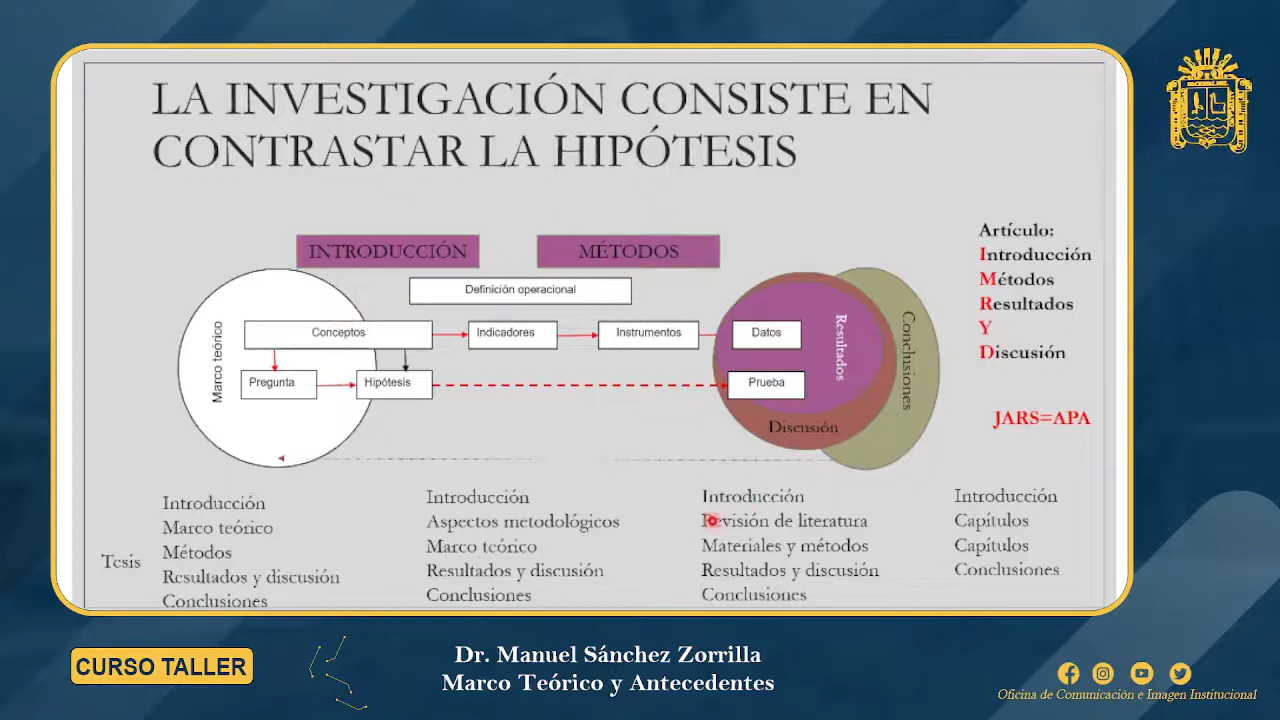 LA INVESTIGACIÓN CONSISTE EN
CONTRASTAR LA HIPÓTESIS
INTRODUCCIÓN
MÉTODOS
Definición operacional
Marco teórico
Conceptos
Indicadores
Instrumentos
Datos
Pregunta
Hipótesis
Prueba
Resultados
Discusión
Conclusiones
Artículo:
Introducción
Métodos
Resultados
Y
Discusión
JARS=APA
Tesis
Introducción
Marco teórico
Métodos
Resultados y discusión
Conclusiones
Introducción
Aspectos metodológicos
Marco teórico
Resultados y discusión
Conclusiones
Introducción
Revisión de literatura
Materiales y métodos
Resultados y discusión
Conclusiones
Introducción
Capítulos
Capítulos
Conclusiones
CURSO TALLER
Dr. Manuel Sánchez Zorrilla
Marco Teórico y Antecedentes
Oficina de Comunicación e Imagen Institucional